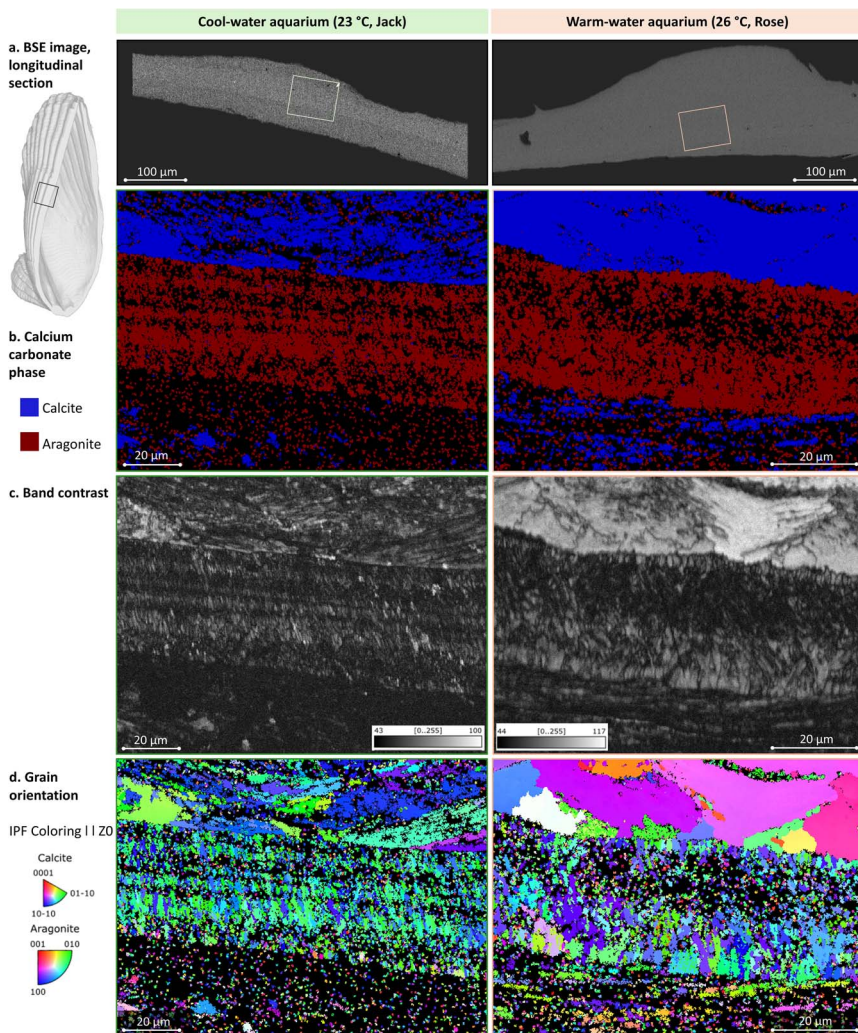 Cool-water aquarium (23 °C, Jack)
Warm-water aquarium (26 °C, Rose)
a. BSE image,
longitudinal
section
100 µm
100 µm
b. Calcium
carbonate
phase
Calcite
Aragonite
20 µm
20 µm
c. Band contrast
20 µm
43 [0..255] 100
44 [0..255] 117
20 µm
d. Grain
orientation
IPF Coloring l l Z0
Calcite
0001
01-10
10-10
Aragonite
001 010
100
20 µm
20 µm